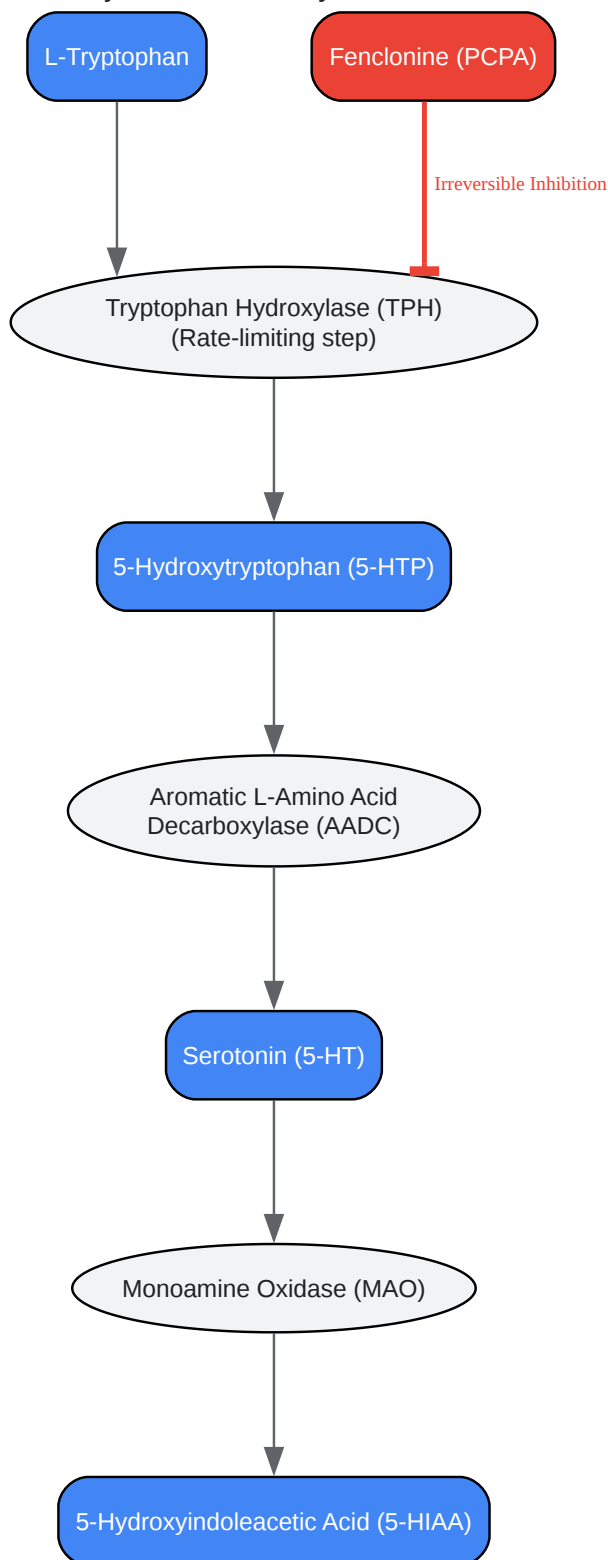 L-Tryptophan
Fenclonine (PCPA)
Irreversible Inhibition
Tryptophan Hydroxylase (TPH)
(Rate-limiting step)
5-Hydroxytryptophan (5-HTP)
Aromatic L-Amino Acid
Decarboxylase (AADC)
Serotonin (5-HT)
Monoamine Oxidase (MAO)
5-Hydroxyindoleacetic Acid (5-HIAA)